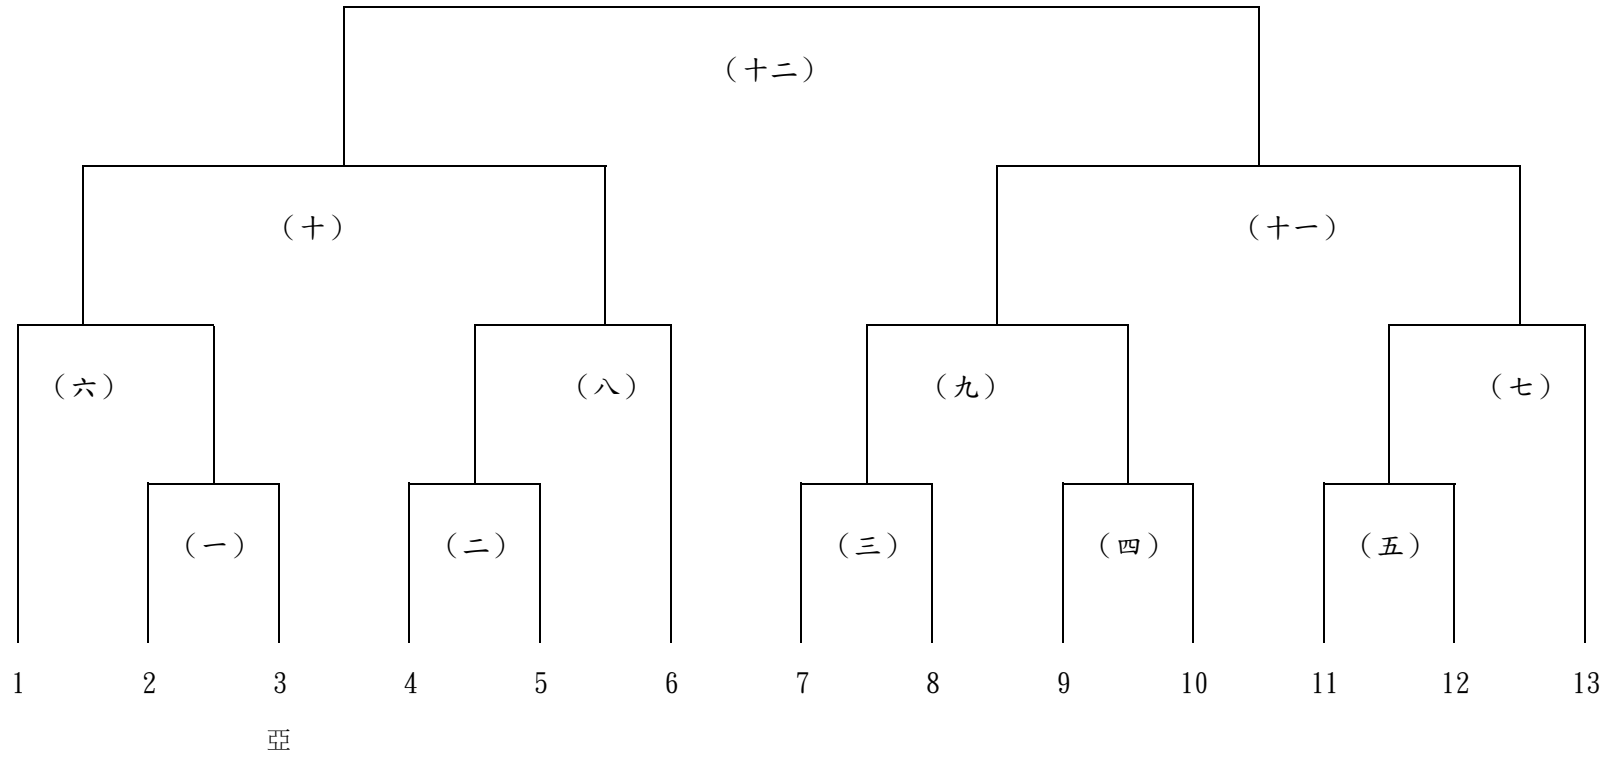 （十二）
（十） （十一）
（六） （八） （九） （七）
（一） （二） （三） （四） （五）
1 2 3 4 5 6 7 8 9 10 11 12 13
亞